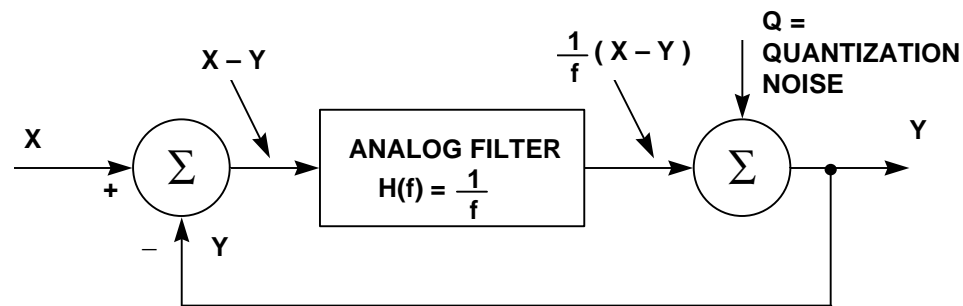 Q =
QUANTIZATION
NOISE
X – Y
1
f
( X – Y )
X
Y
Σ
ANALOG FILTER
H(f) = 1
f
Σ
+
–
Y